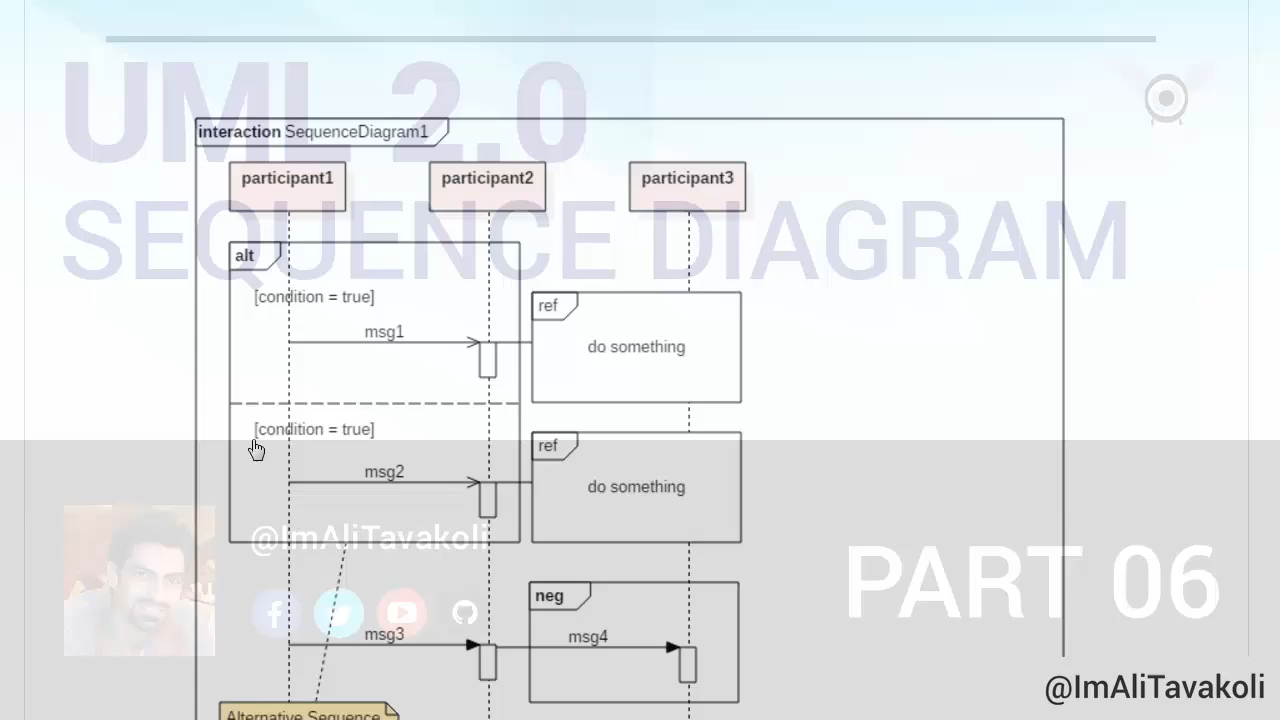 UML 2.0
interaction SequenceDiagram1
participant1 participant2 participant3
SEQUENCE DIAGRAM
alt
[condition = true]
ref
msg1
do something
[condition = true]
ref
msg2
do something
@ImAliTavakoli
PART 06
neg
msg3
msg4
@ImAliTavakoli
Alternative Sequence